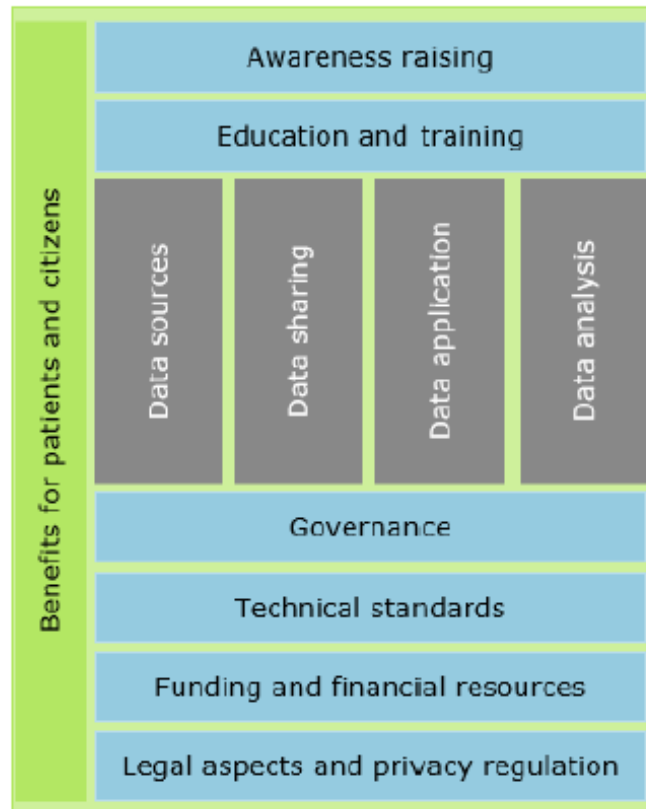 Benefits for patients and citizens
Awareness raising
Education and training
Data sources
Data sharing
Data application
Data analysis
Governance
Technical standards
Funding and financial resources
Legal aspects and privacy regulation